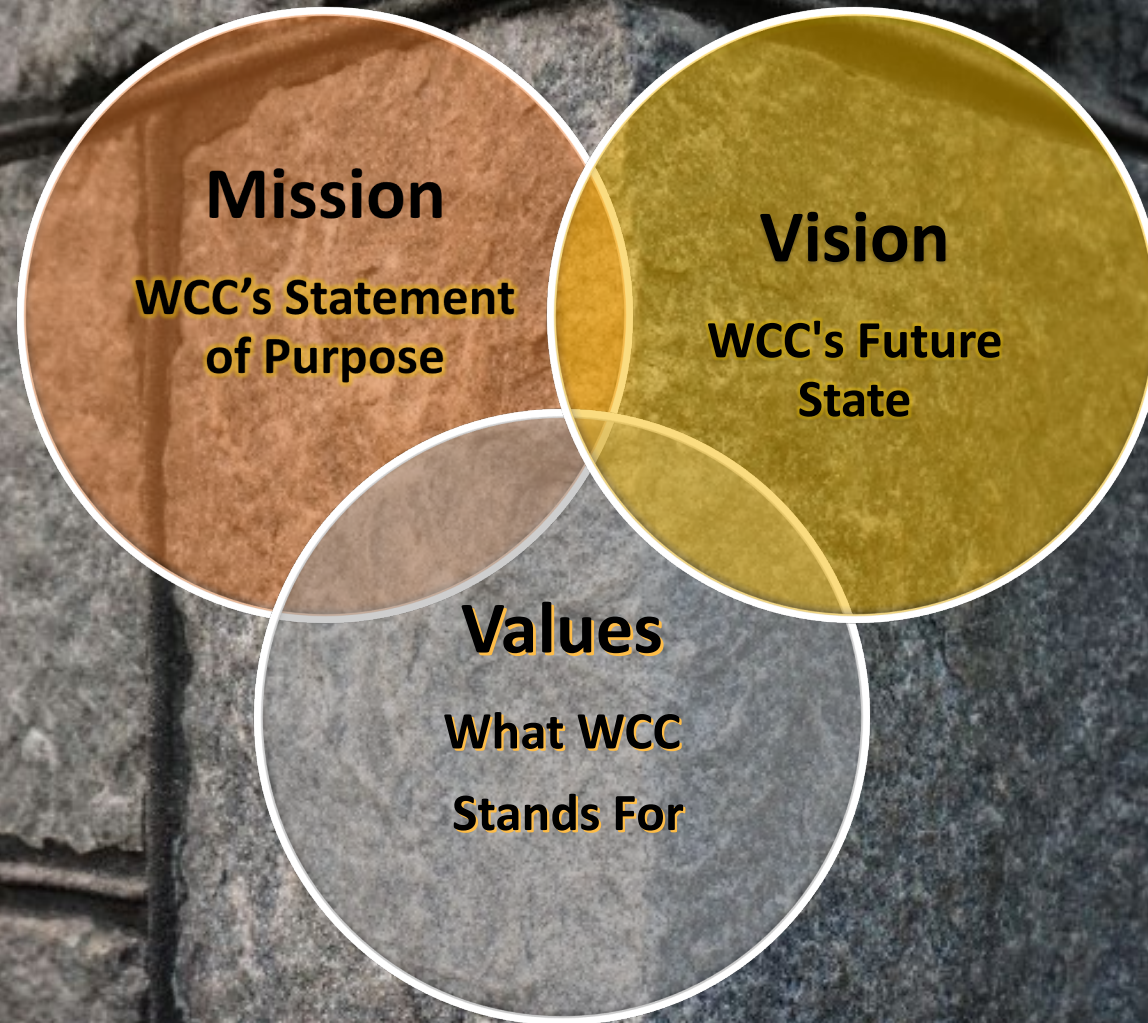 Mission
WCC’s Statement
of Purpose
Vision
WCC's Future
State
Values
What WCC
Stands For